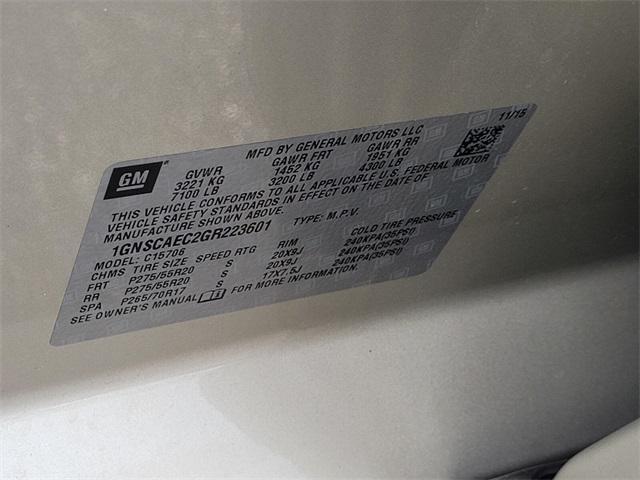 GM
MFD BY GENERAL MOTORS LLC
11/15
GVWR GAWR FRT GAWR RR
3221 KG 1452 KG 1951 KG
7100 LB 3200 LB 4300 LB
THIS VEHICLE CONFORMS TO ALL APPLICABLE U.S. FEDERAL MOTOR
VEHICLE SAFETY STANDARDS IN EFFECT ON THE DATE OF
MANUFACTURE SHOWN ABOVE.
1GNSCAEC2GR223601 TYPE: M.P.V.
MODEL: C15706
CHMS TIRE SIZE SPEED RTG RIM COLD TIRE PRESSURE
FRT P275/55R20 S 20X9J 240KPA(35PSI)
RR P275/55R20 S 20X9J 240KPA(35PSI)
SPA P265/70R17 S 17X7.5J 240KPA(35PSI)
SEE OWNER'S MANUAL FOR MORE INFORMATION.